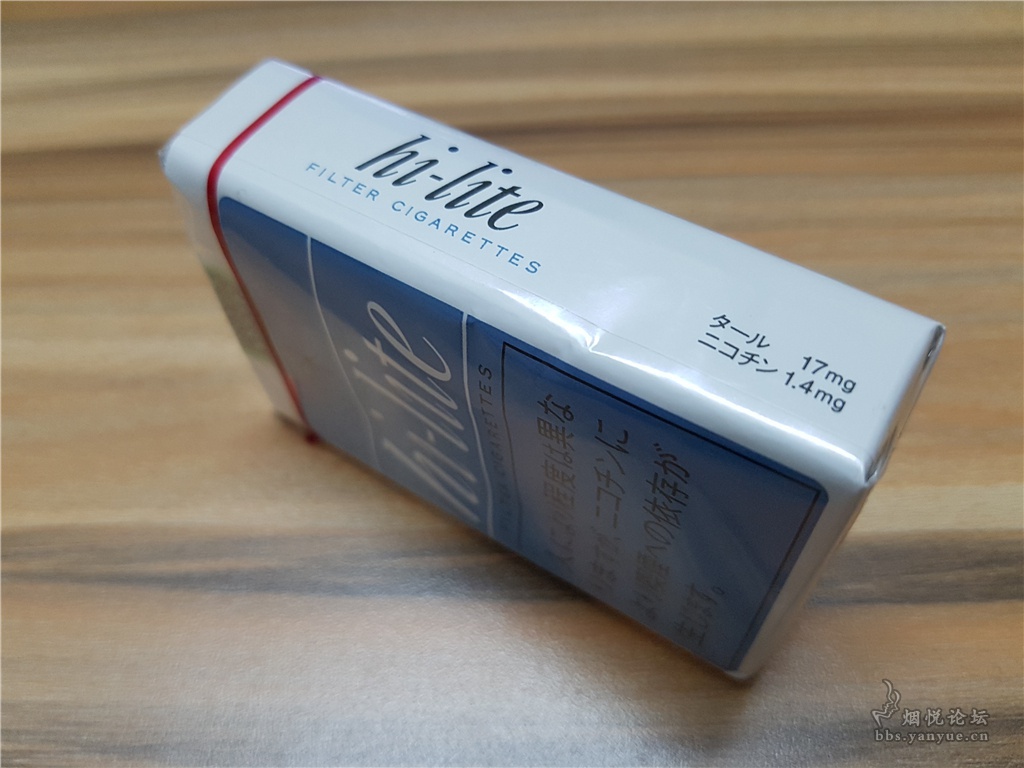 hi-lite
FILTER CIGARETTES
タール 17mg
ニコチン 1.4mg
hi-lite
CIGARETTES
人により程度は異な
りますが、ニコチンに
より喫煙への依存が
生じます。
烟悦论坛
bbs.yanyue.cn